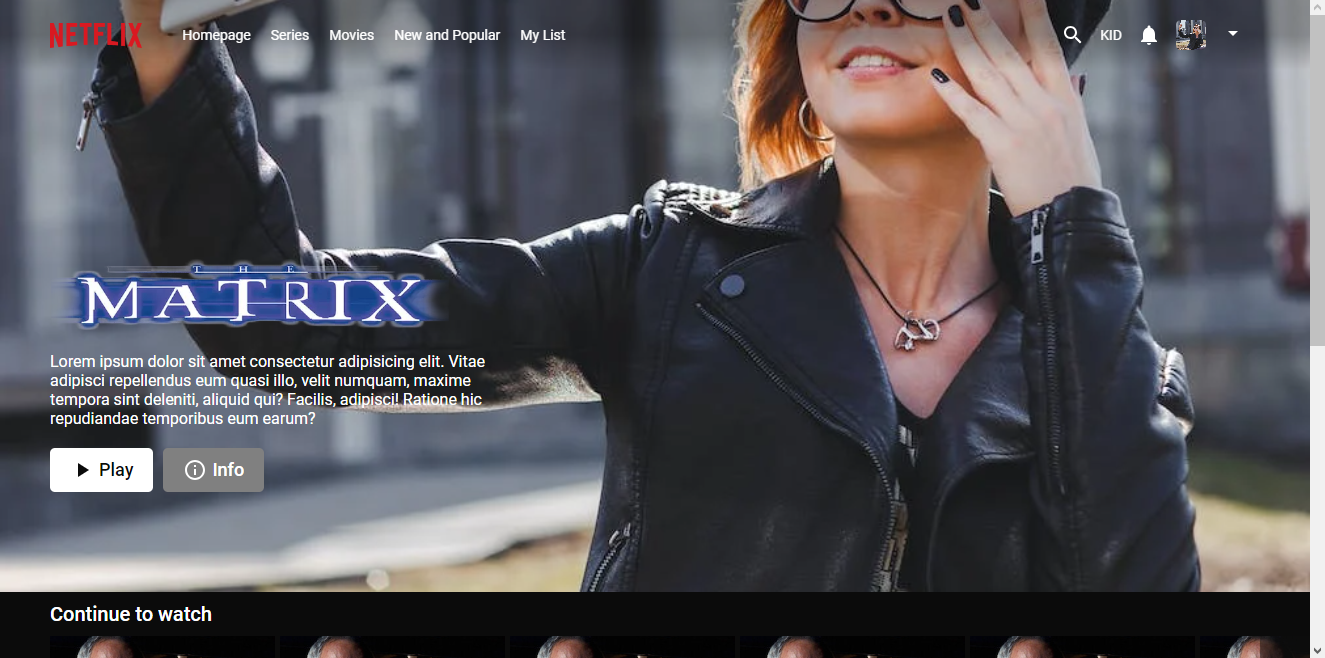 NETFLIX Homepage Series Movies New and Popular My List KID
THE
MATRIX
Lorem ipsum dolor sit amet consectetur adipisicing elit. Vitae
adipisci repellendus eum quasi illo, velit numquam, maxime
tempora sint deleniti, aliquid qui? Facilis, adipisci! Ratione hic
repudiandae temporibus eum earum?
Play Info
Continue to watch